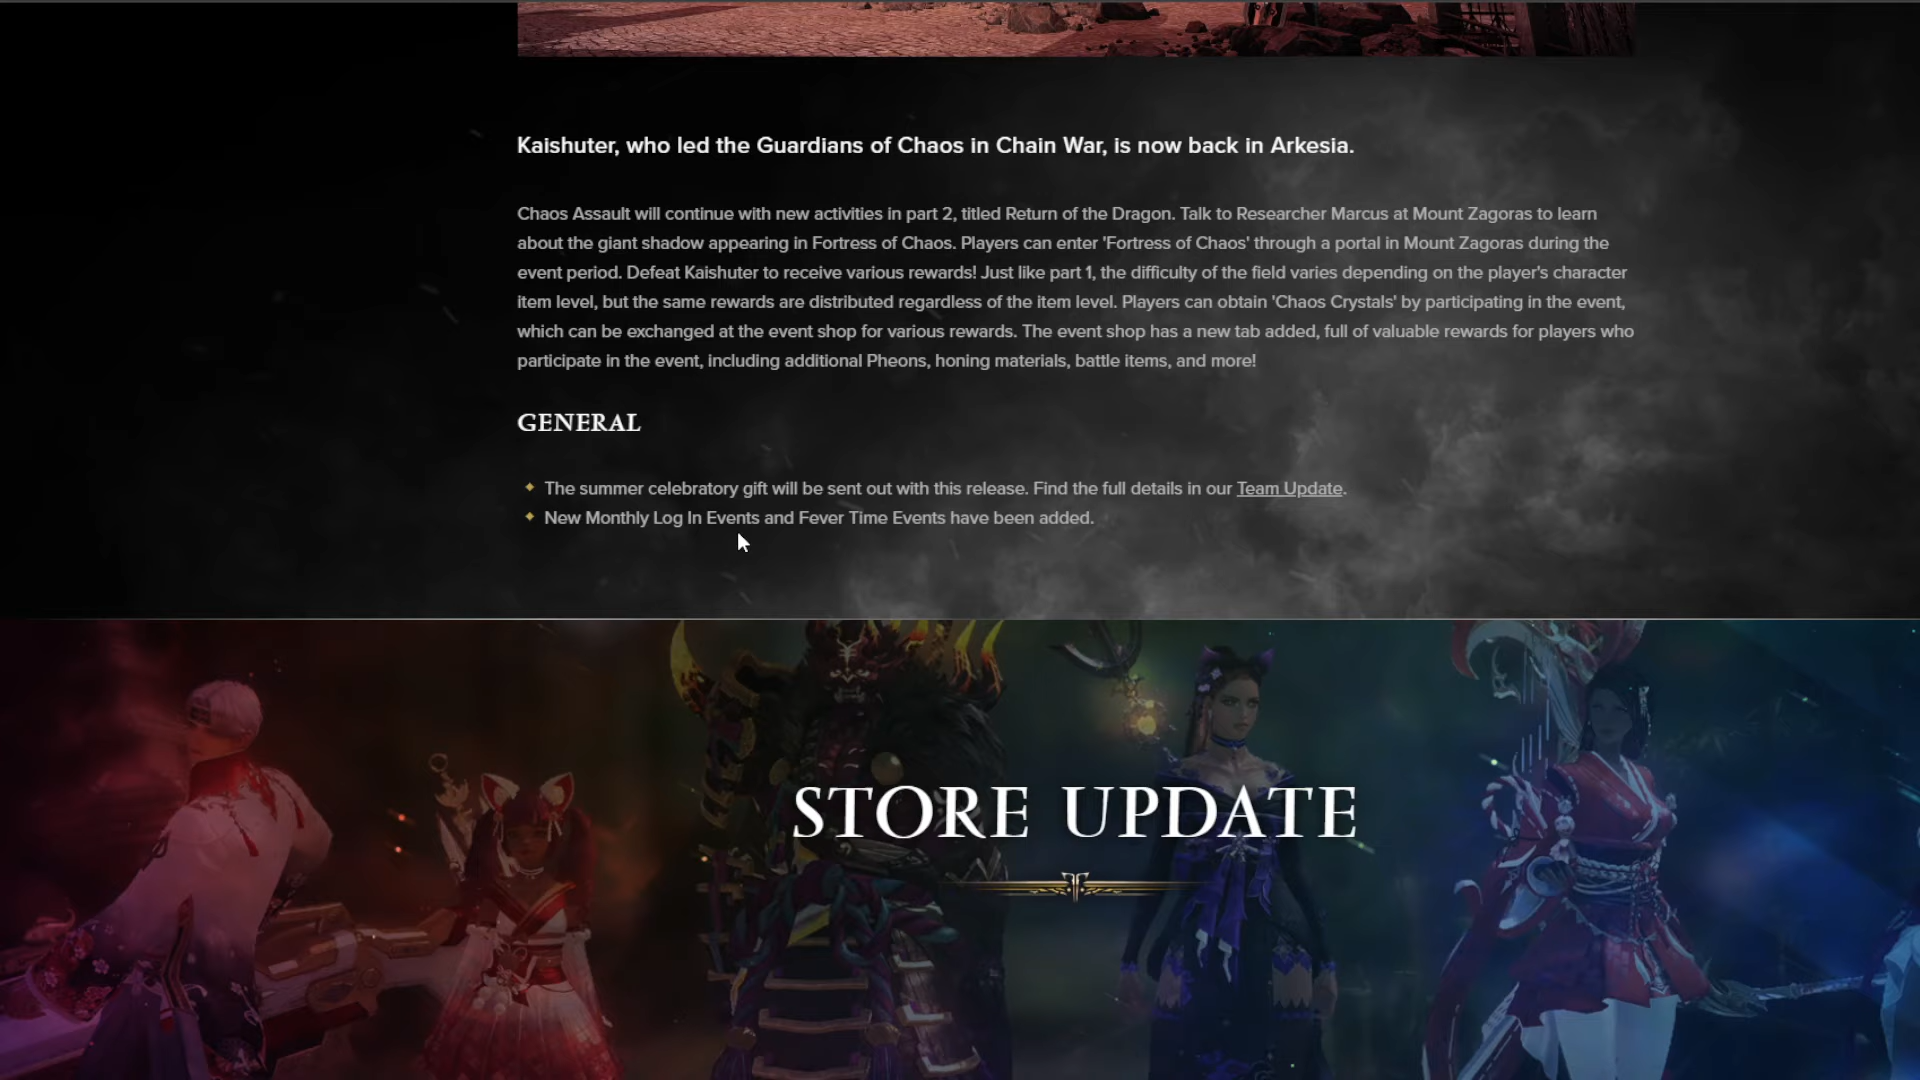 Kaishuter, who led the Guardians of Chaos in Chain War, is now back in Arkesia.
Chaos Assault will continue with new activities in part 2, titled Return of the Dragon. Talk to Researcher Marcus at Mount Zagoras to learn
about the giant shadow appearing in Fortress of Chaos. Players can enter 'Fortress of Chaos' through a portal in Mount Zagoras during the
event period. Defeat Kaishuter to receive various rewards! Just like part 1, the difficulty of the field varies depending on the player's character
item level, but the same rewards are distributed regardless of the item level. Players can obtain 'Chaos Crystals' by participating in the event,
which can be exchanged at the event shop for various rewards. The event shop has a new tab added, full of valuable rewards for players who
participate in the event, including additional Pheons, honing materials, battle items, and more!
GENERAL
The summer celebratory gift will be sent out with this release. Find the full details in our Team Update.
New Monthly Log In Events and Fever Time Events have been added.
STORE UPDATE